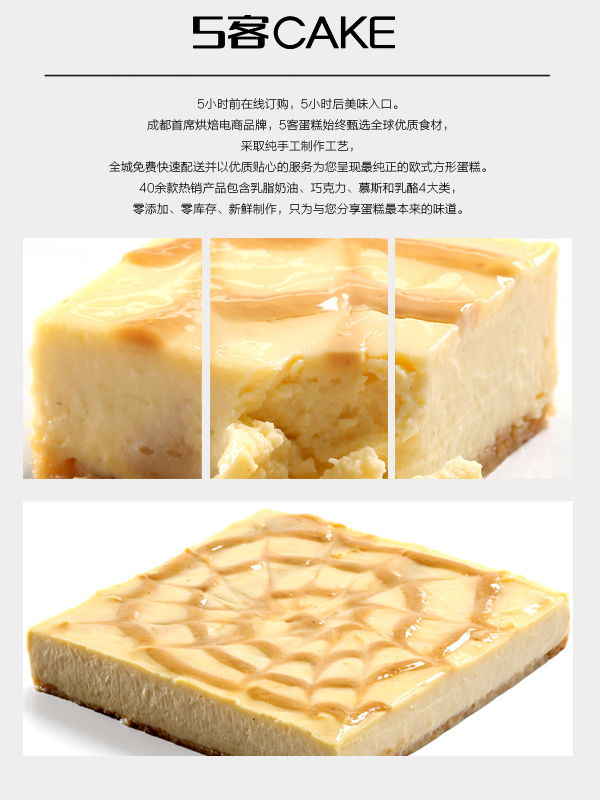 5客CAKE
5小时前在线订购，5小时后美味入口。
成都首席烘焙电商品牌，5客蛋糕始终甄选全球优质食材，
采取纯手工制作工艺，
全城免费快速配送并以优质贴心的服务为您呈现最纯正的欧式方形蛋糕。
40余款热销产品包含乳脂奶油、巧克力、慕斯和乳酪4大类，
零添加、零库存、新鲜制作，只为与您分享蛋糕最本来的味道。